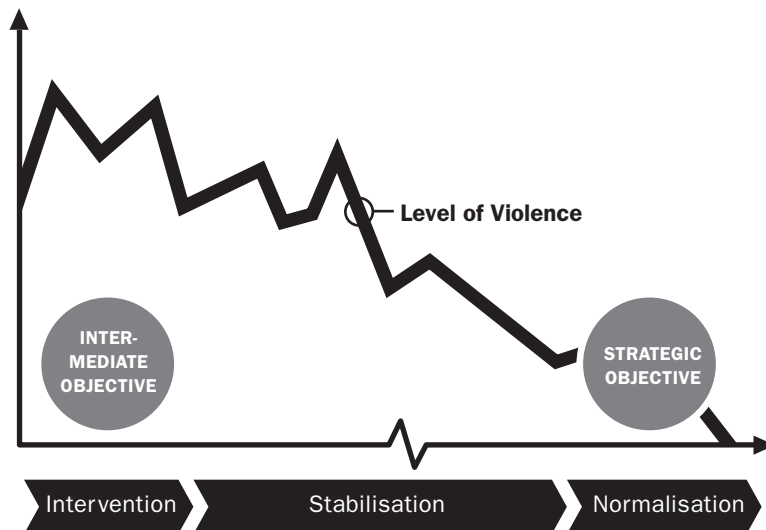 Level of Violence
INTER-
MEDIATE
OBJECTIVE
STRATEGIC
OBJECTIVE
Intervention
Stabilisation
Normalisation